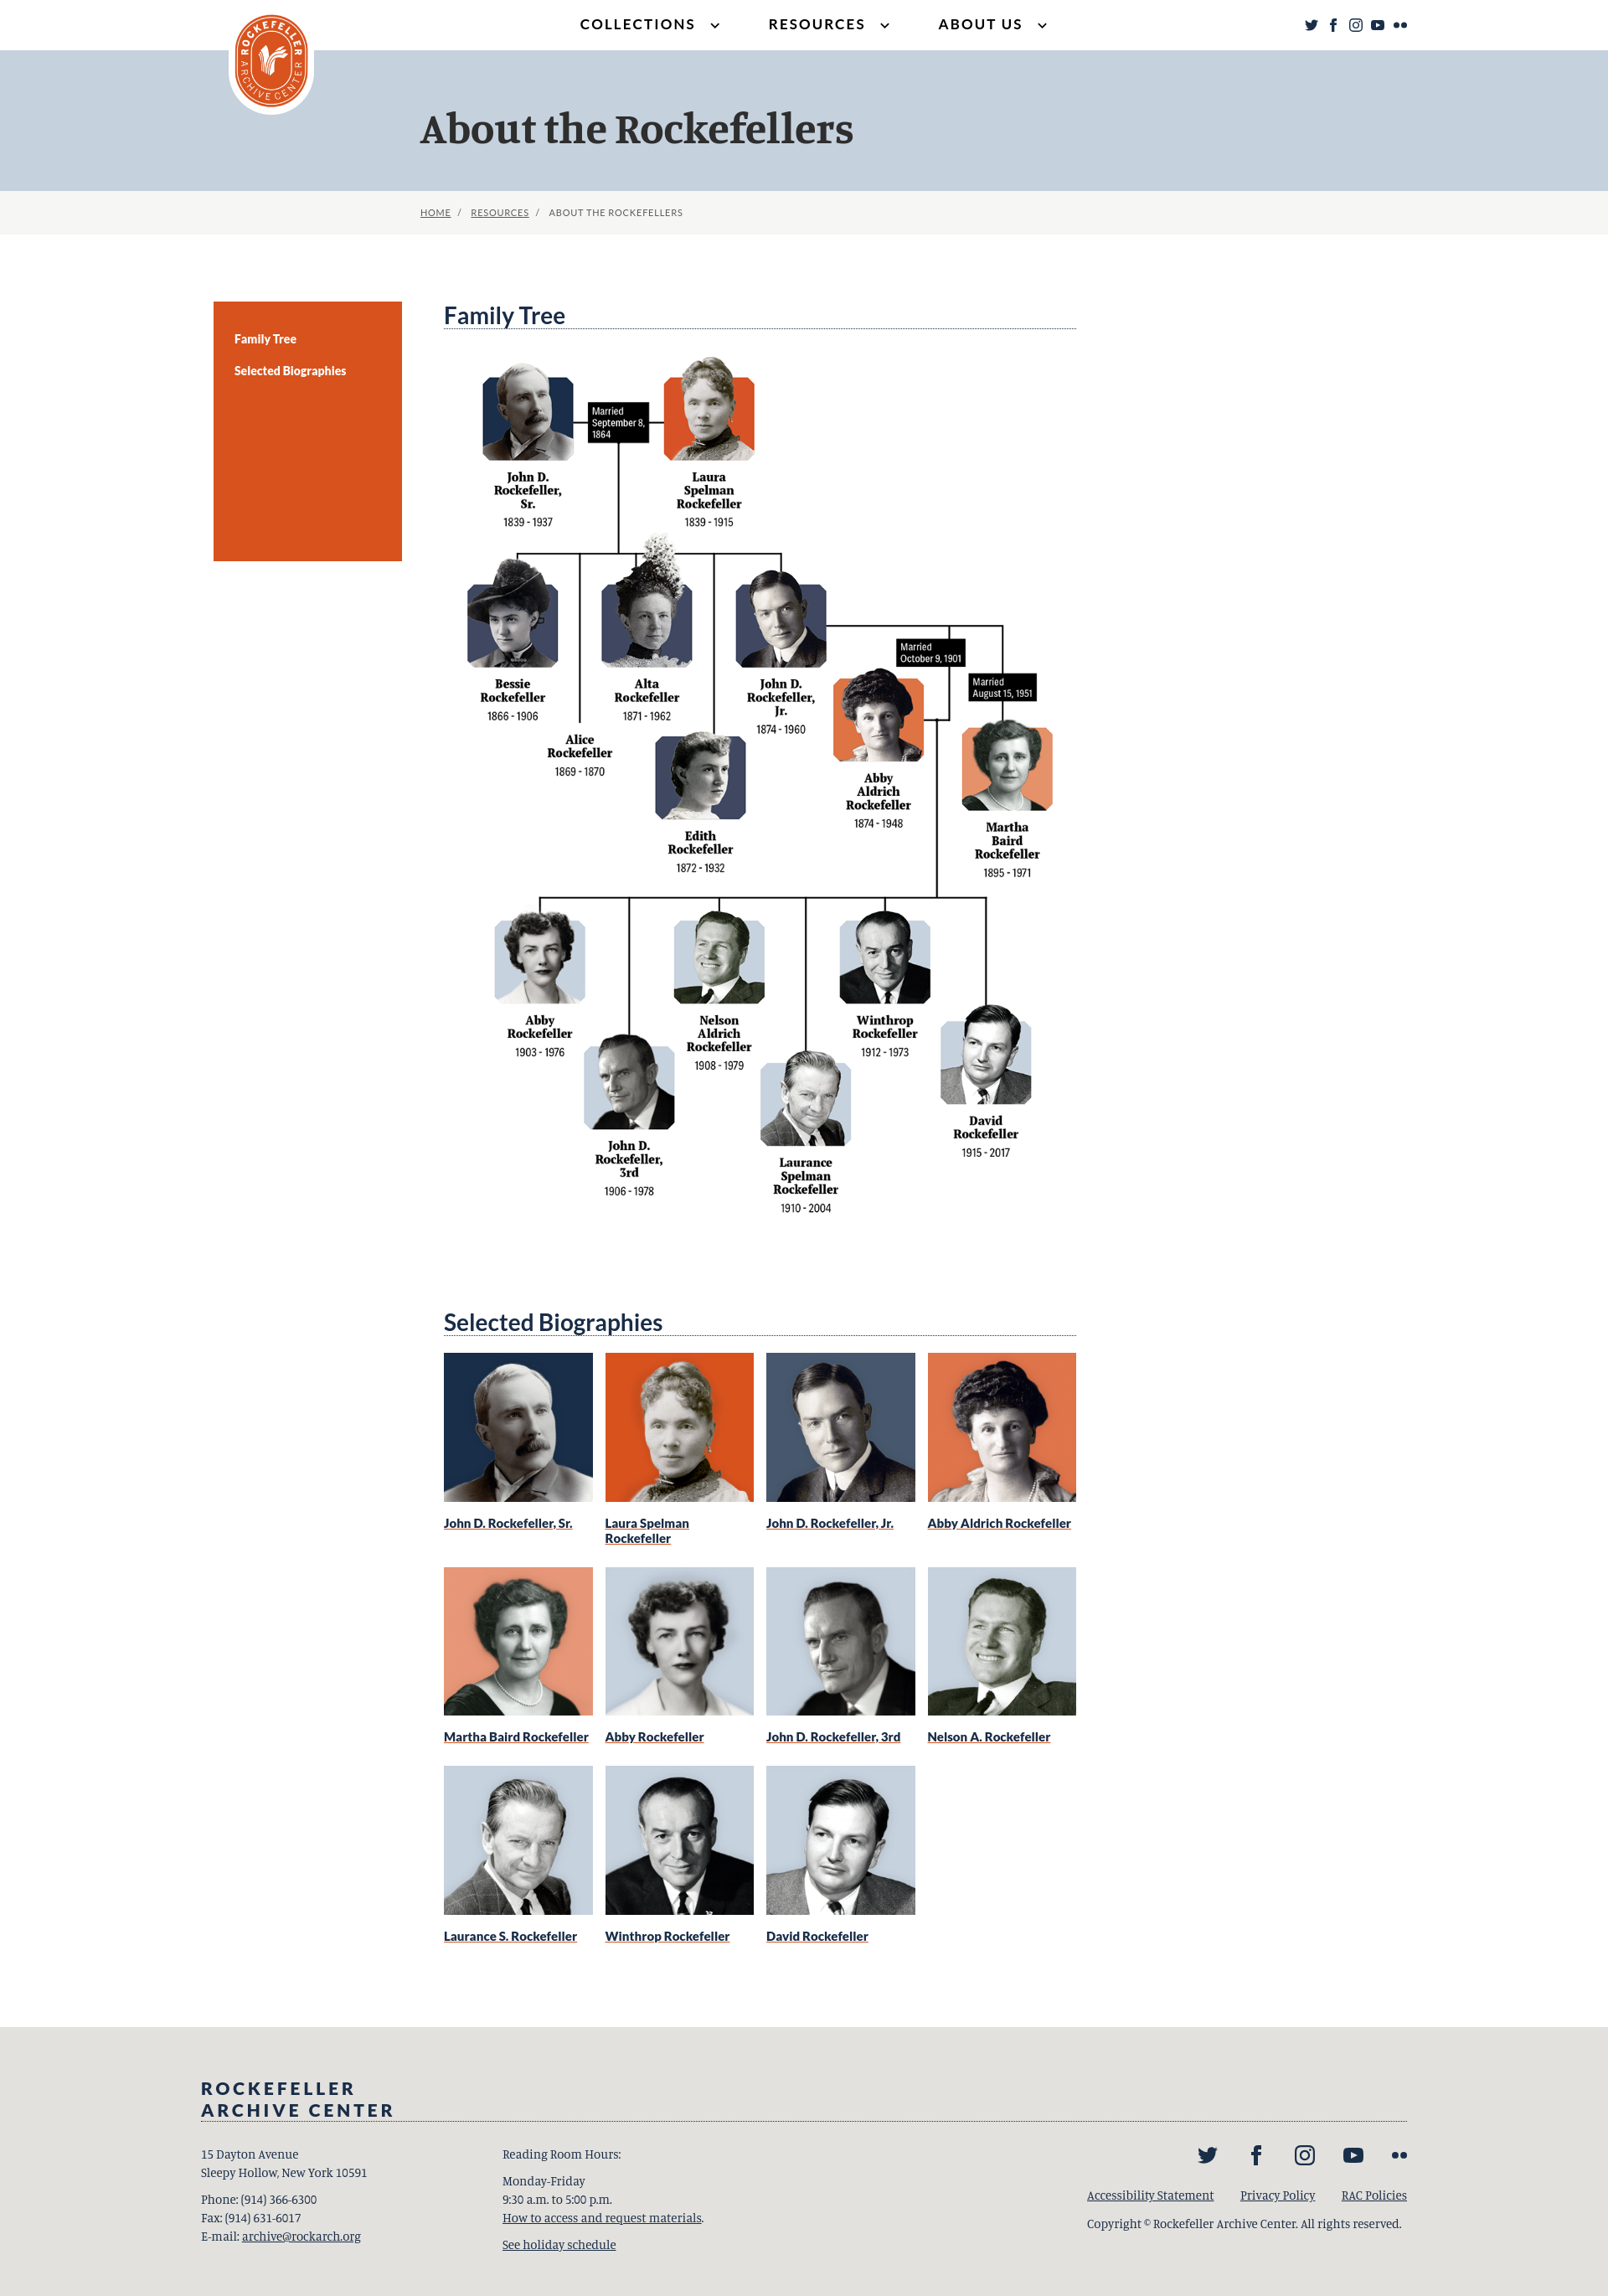 COLLECTIONS
RESOURCES
ABOUT US
ROCKEFELLER
ARCHIVE CENTER
About the Rockefellers
HOME / RESOURCES / ABOUT THE ROCKEFELLERS
Family Tree
Selected Biographies
Family Tree
Married
September 8,
1864
John D.
Rockefeller,
Sr.
1839 - 1937
Laura
Spelman
Rockefeller
1839 - 1915
Bessie
Rockefeller
1866 - 1906
Alta
Rockefeller
1871 - 1962
John D.
Rockefeller,
Jr.
1874 - 1960
Married
October 9, 1901
Married
August 15, 1951
Alice
Rockefeller
1869 - 1870
Edith
Rockefeller
1872 - 1932
Abby
Aldrich
Rockefeller
1874 - 1948
Martha
Baird
Rockefeller
1895 - 1971
Abby
Rockefeller
1903 - 1976
Nelson
Aldrich
Rockefeller
1908 - 1979
Winthrop
Rockefeller
1912 - 1973
John D.
Rockefeller,
3rd
1906 - 1978
Laurance
Spelman
Rockefeller
1910 - 2004
David
Rockefeller
1915 - 2017
Selected Biographies
John D. Rockefeller, Sr.
Laura Spelman
Rockefeller
John D. Rockefeller, Jr.
Abby Aldrich Rockefeller
Martha Baird Rockefeller
Abby Rockefeller
John D. Rockefeller, 3rd
Nelson A. Rockefeller
Laurance S. Rockefeller
Winthrop Rockefeller
David Rockefeller
ROCKEFELLER
ARCHIVE CENTER
15 Dayton Avenue
Sleepy Hollow, New York 10591
Phone: (914) 366-6300
Fax: (914) 631-6017
E-mail: archive@rockarch.org
Reading Room Hours:
Monday-Friday
9:30 a.m. to 5:00 p.m.
How to access and request materials.
See holiday schedule
Accessibility Statement
Privacy Policy
RAC Policies
Copyright © Rockefeller Archive Center. All rights reserved.